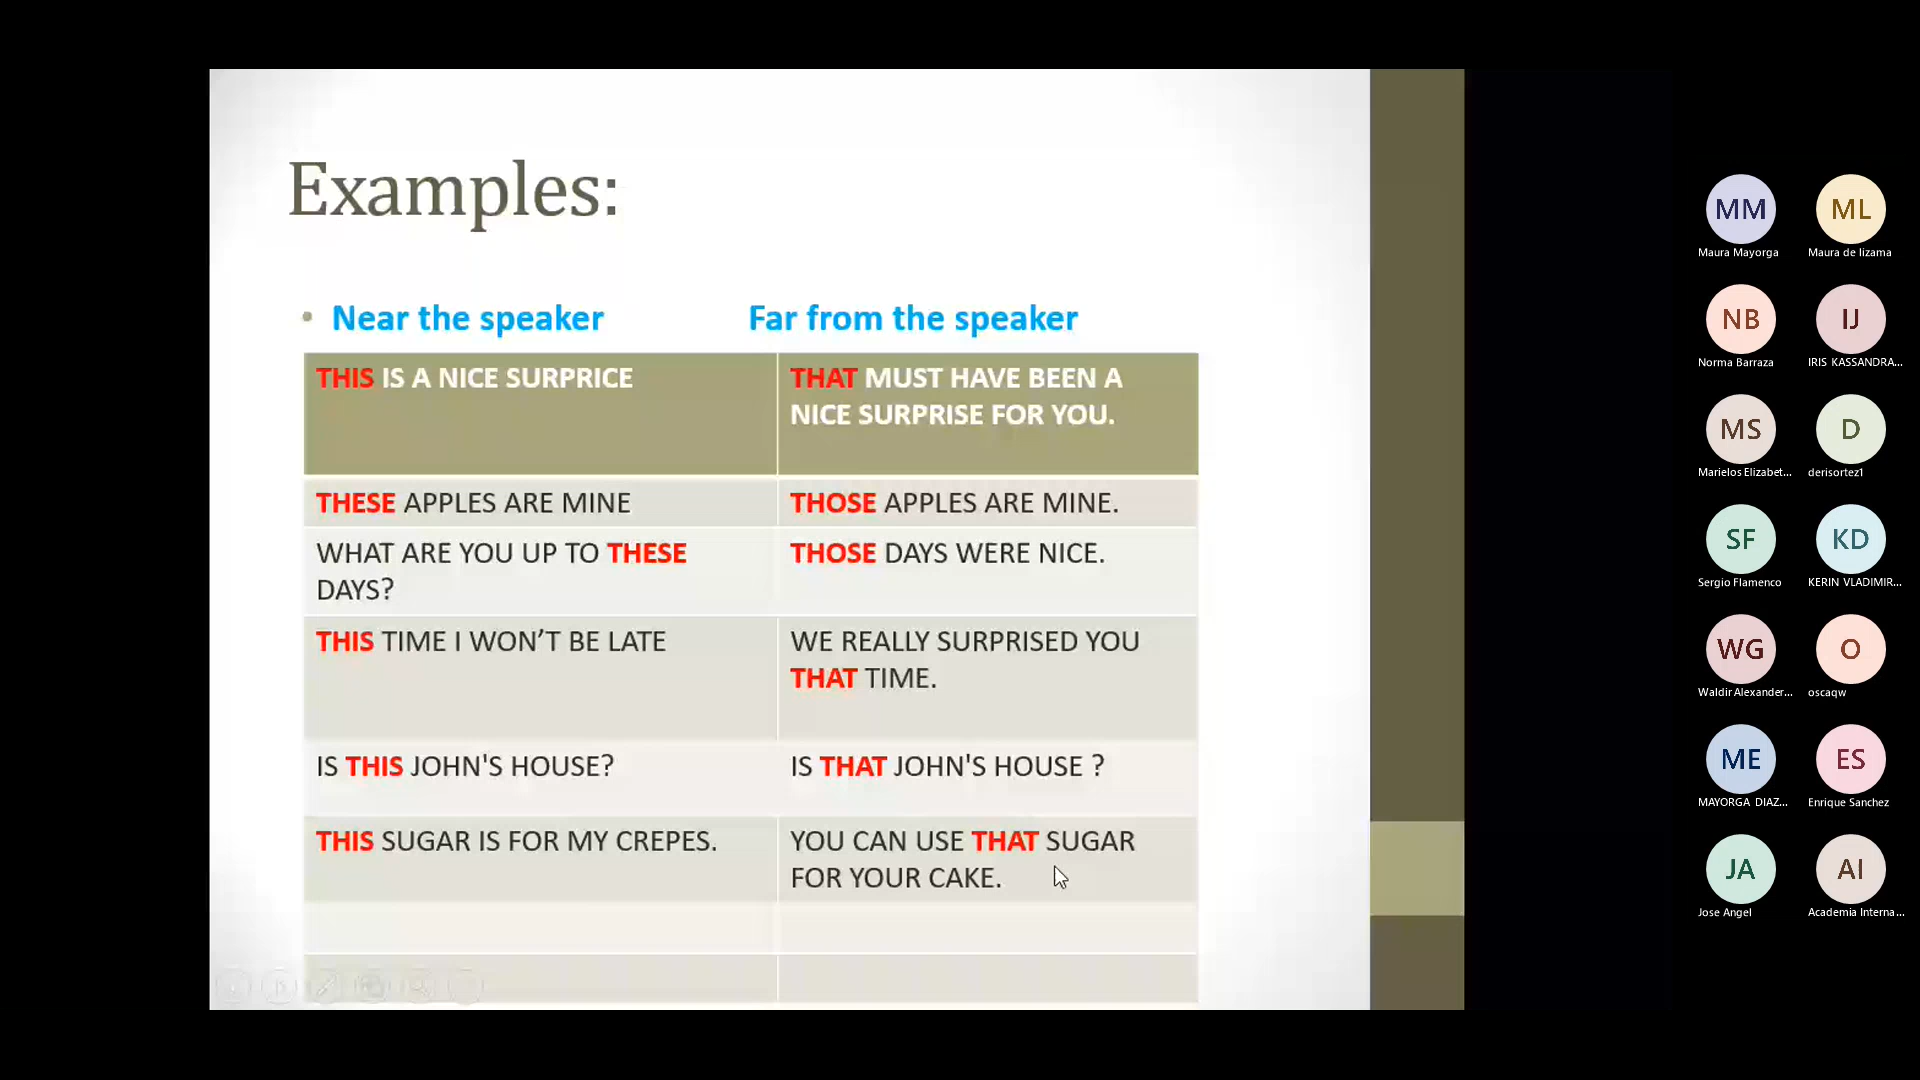 Examples:
• Near the speaker Far from the speaker
THIS IS A NICE SURPRICE
THAT MUST HAVE BEEN A
NICE SURPRISE FOR YOU.
THESE APPLES ARE MINE
THOSE APPLES ARE MINE.
WHAT ARE YOU UP TO THESE
DAYS?
THOSE DAYS WERE NICE.
THIS TIME I WON’T BE LATE
WE REALLY SURPRISED YOU
THAT TIME.
IS THIS JOHN'S HOUSE?
IS THAT JOHN'S HOUSE ?
THIS SUGAR IS FOR MY CREPES.
YOU CAN USE THAT SUGAR
FOR YOUR CAKE.
MM
Maura Mayorga
ML
Maura de lizama
NB
Norma Barraza
IJ
IRIS KASSANDRA...
MS
Marielos Elizabet...
D
derisortez1
SF
Sergio Flamenco
KD
KERIN VLADIMIR...
WG
Waldir Alexander...
O
oscaqw
ME
MAYORGA DIAZ...
ES
Enrique Sanchez
JA
Jose Angel
AI
Academia Interna...